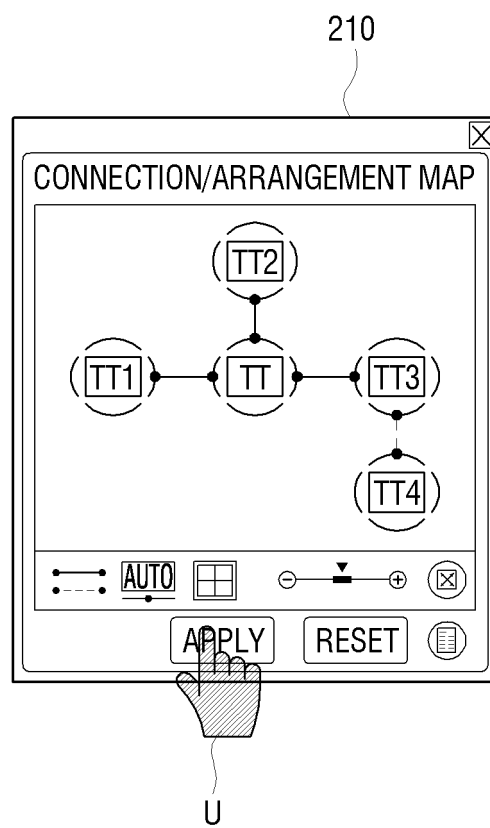 210
CONNECTION/ARRANGEMENT MAP
TT2
TT1 TT TT3
TT4
AUTO
APPLY RESET
U